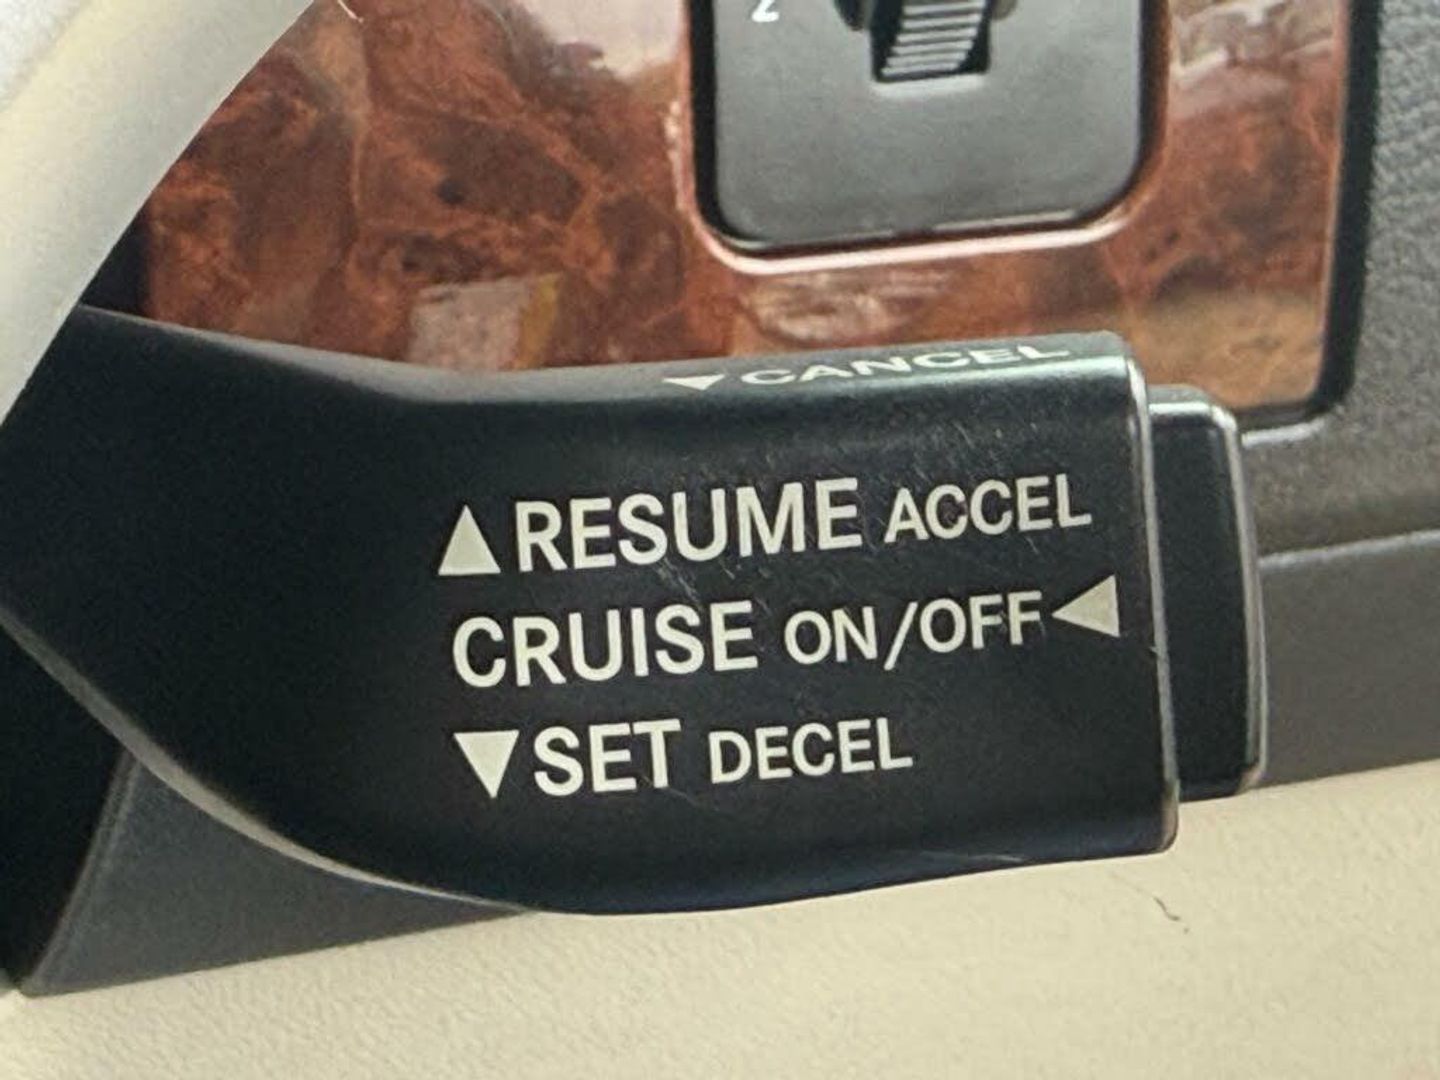 ▼CANCEL
▲RESUME ACCEL
CRUISE ON/OFF◀
▼SET DECEL